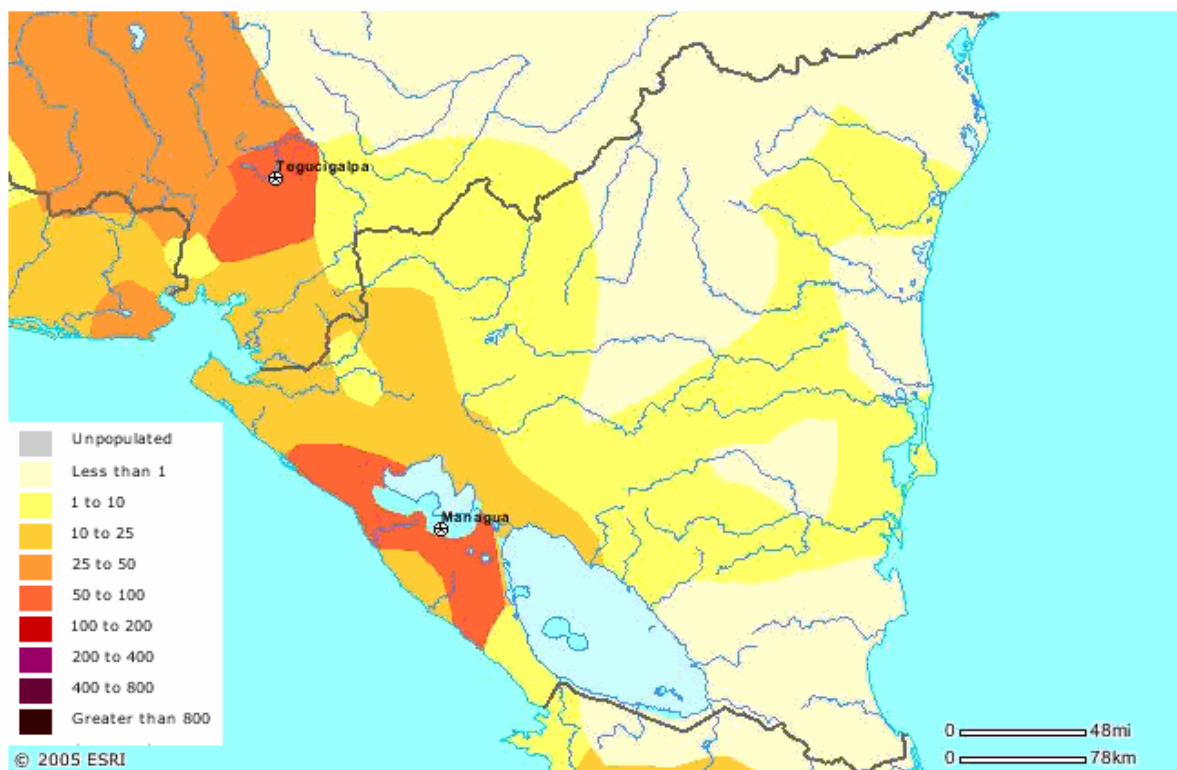 Togucigalpa
Managua
Unpopulated
Less than 1
1 to 10
10 to 25
25 to 50
50 to 100
100 to 200
200 to 400
400 to 800
Greater than 800
© 2005 ESRI
0 48mi
0 78km